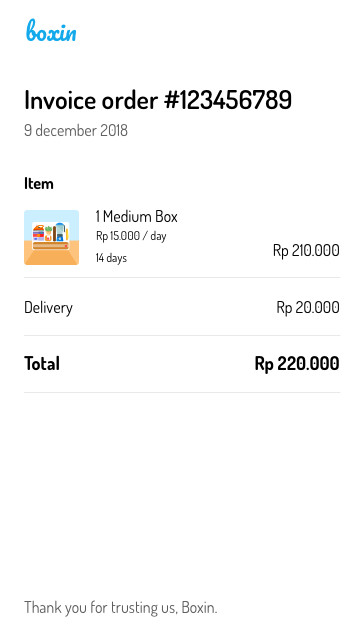 boxin
Invoice order #123456789
9 december 2018
Item
1 Medium Box
Rp 15.000 / day
14 days
Rp 210.000
Delivery Rp 20.000
Total Rp 220.000
Thank you for trusting us, Boxin.